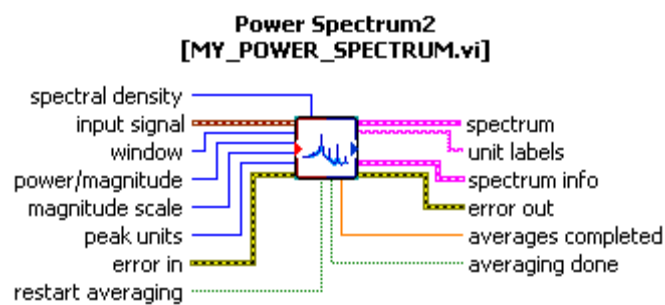 Power Spectrum2
[MY_POWER_SPECTRUM.vi]
spectral density
input signal
window
power/magnitude
magnitude scale
peak units
error in
restart averaging
spectrum
unit labels
spectrum info
error out
averages completed
averaging done